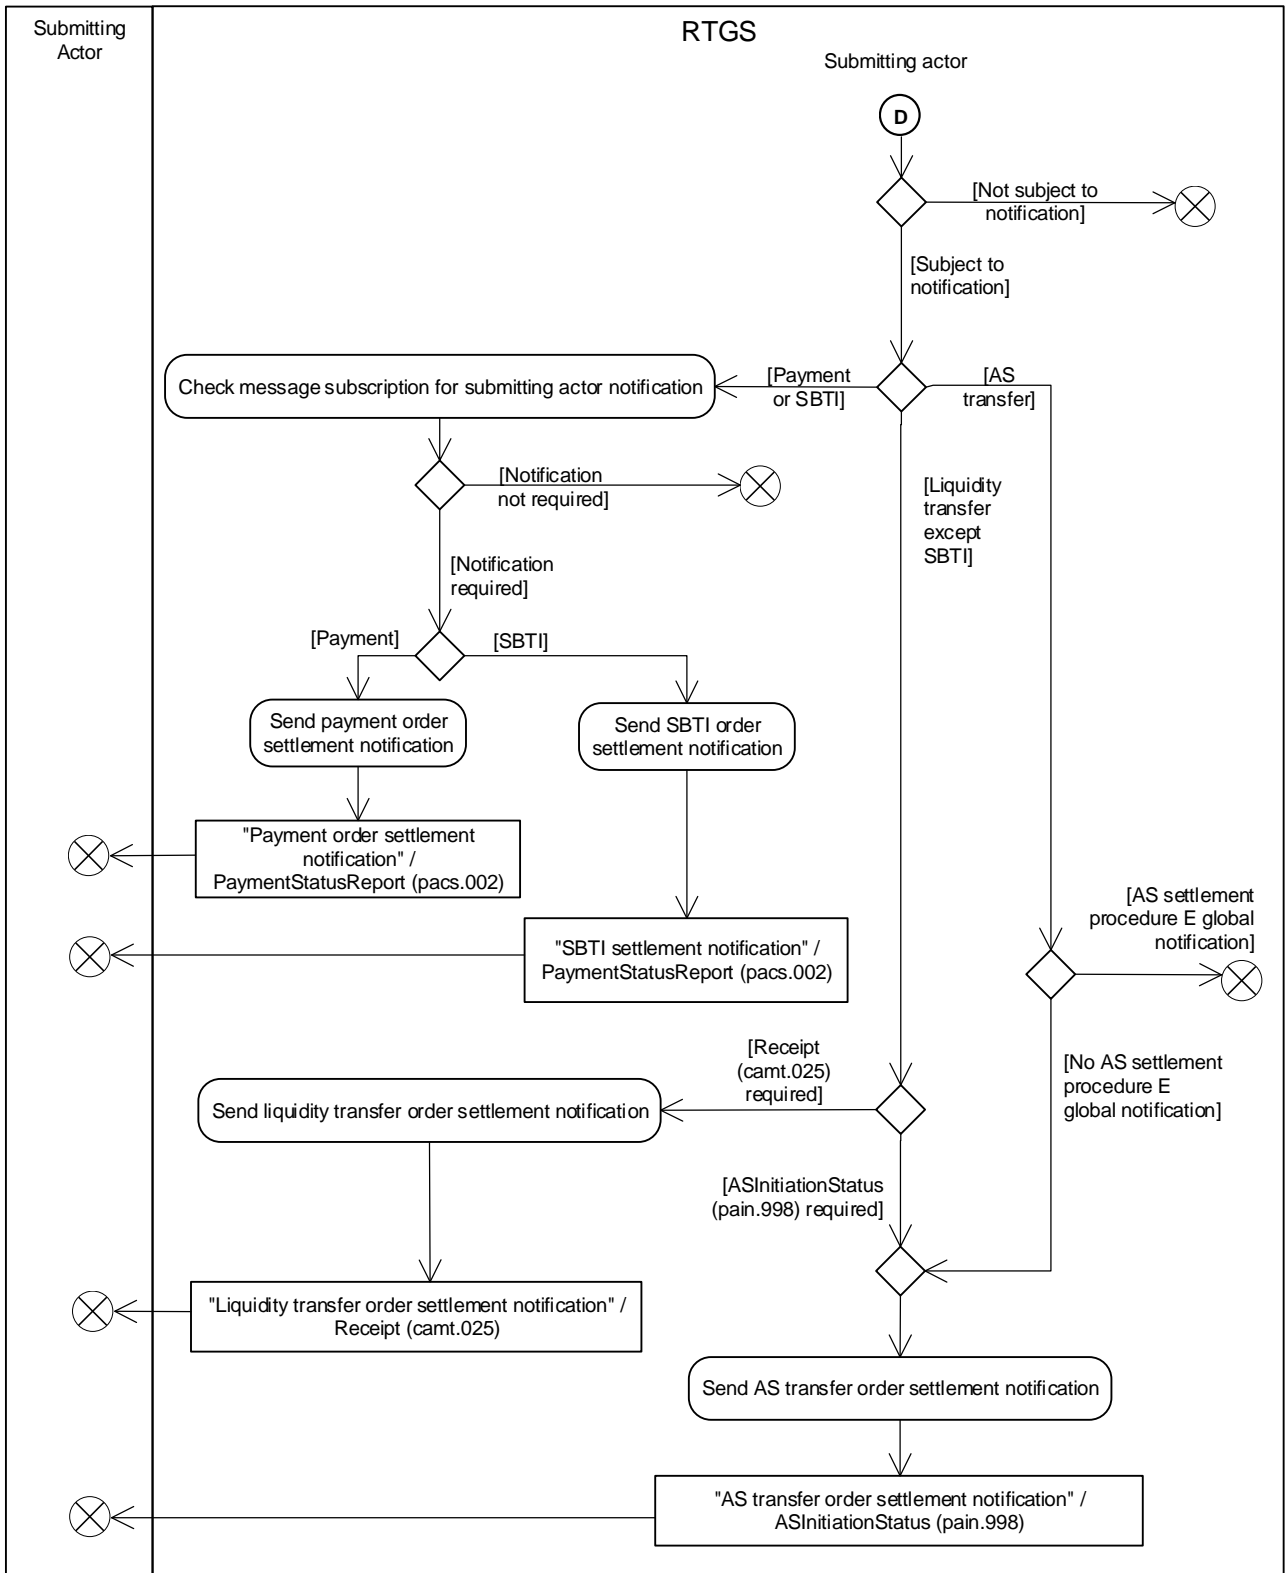 Submitting
Actor
RTGS
Submitting actor
D
[Not subject to
notification]
[Subject to
notification]
Check message subscription for submitting actor notification
[Payment
or SBTI]
[AS
transfer]
[Notification
not required]
[Liquidity
transfer
except
SBTI]
[Notification
required]
[Payment]
[SBTI]
Send payment order
settlement notification
Send SBTI order
settlement notification
"Payment order settlement
notification" /
PaymentStatusReport (pacs.002)
[AS settlement
procedure E global
notification]
"SBTI settlement notification" /
PaymentStatusReport (pacs.002)
[Receipt
(camt.025)
required]
[No AS settlement
procedure E
global notification]
Send liquidity transfer order settlement notification
[ASInitiationStatus
(pain.998) required]
"Liquidity transfer order settlement notification" /
Receipt (camt.025)
Send AS transfer order settlement notification
"AS transfer order settlement notification" /
ASInitiationStatus (pain.998)